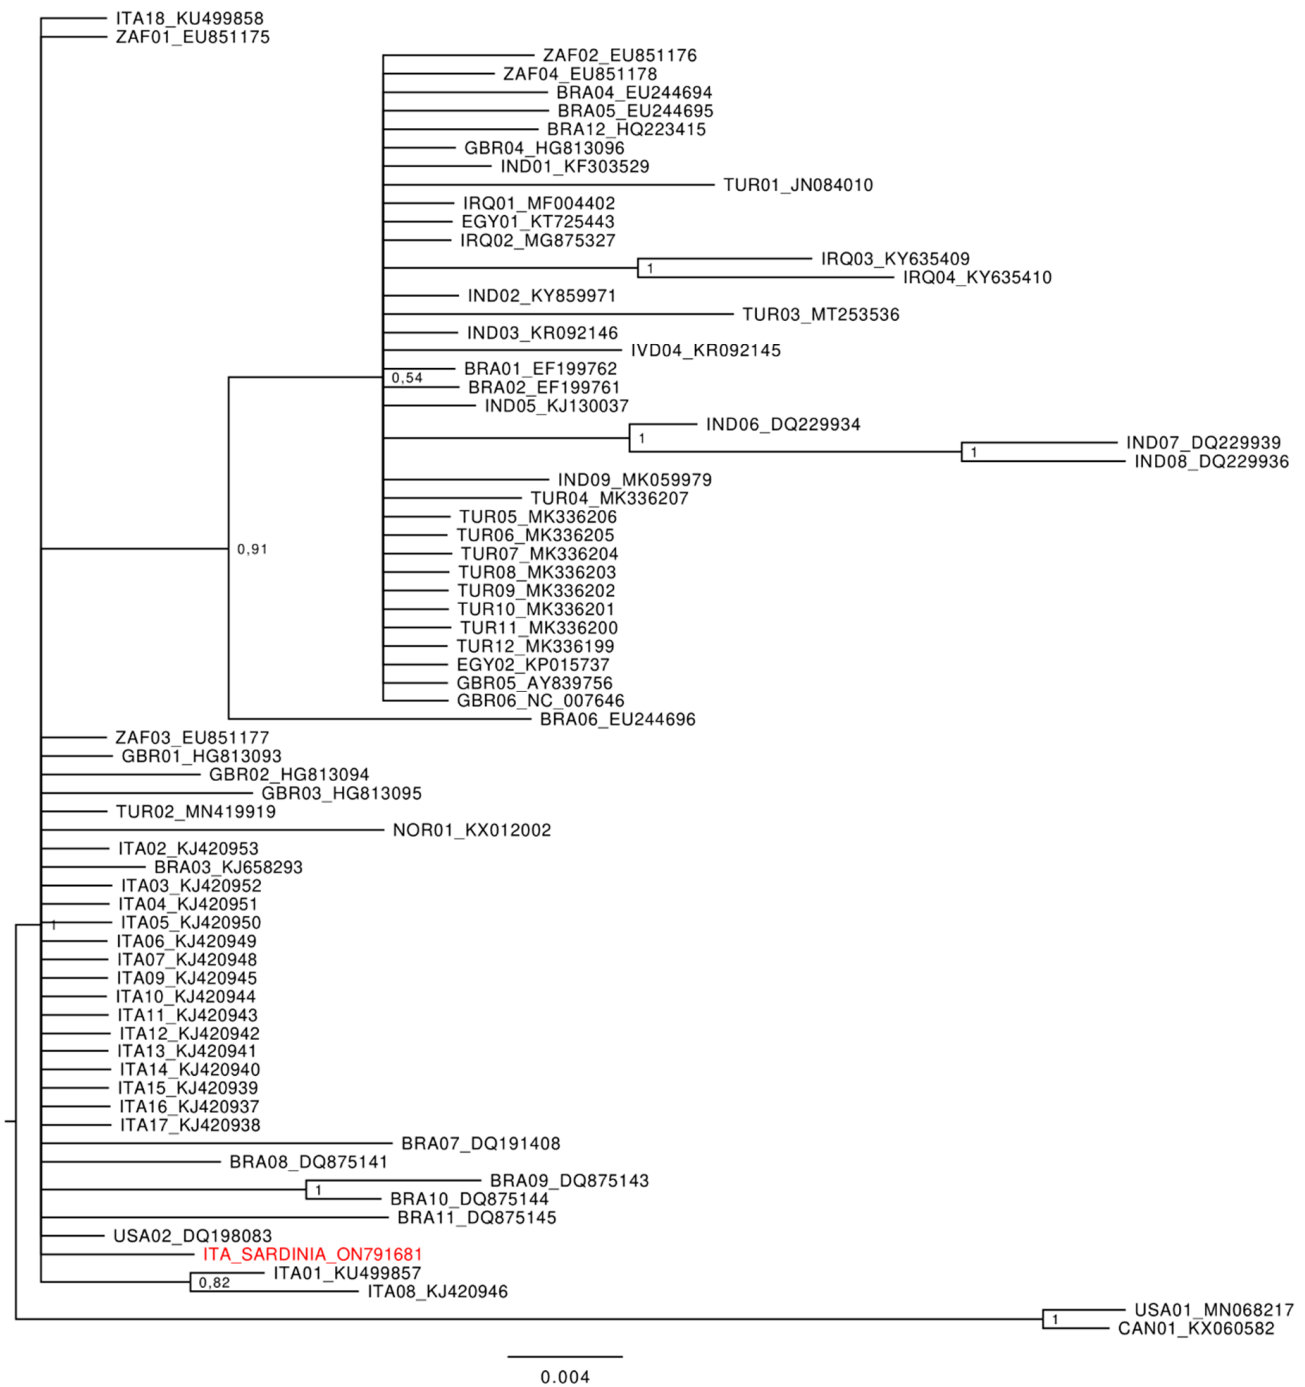 ITA18_KU499858
ZAF01_EU851175
ZAF02_EU851176
ZAF04_EU851178
BRA04_EU244694
BRA05_EU244695
BRA12_HQ223415
GBR04_HG813096
IND01_KF303529
TUR01_JN084010
IRQ01_MF004402
EGY01_KT725443
IRQ02_MG875327
IRQ03_KY635409
1
IRQ04_KY635410
IND02_KY859971
TUR03_MT253536
IND03_KR092146
IVD04_KR092145
BRA01_EF199762
0,54
BRA02_EF199761
IND05_KJ130037
IND06_DQ229934
1
IND07_DQ229939
1
IND08_DQ229936
IND09_MK059979
TUR04_MK336207
TUR05_MK336206
TUR06_MK336205
0,91
TUR07_MK336204
TUR08_MK336203
TUR09_MK336202
TUR10_MK336201
TUR11_MK336200
TUR12_MK336199
EGY02_KP015737
GBR05_AY839756
GBR06_NC_007646
BRA06_EU244696
ZAF03_EU851177
GBR01_HG813093
GBR02_HG813094
GBR03_HG813095
TUR02_MN419919
NOR01_KX012002
ITA02_KJ420953
BRA03_KJ658293
ITA03_KJ420952
ITA04_KJ420951
1
ITA05_KJ420950
ITA06_KJ420949
ITA07_KJ420948
ITA09_KJ420945
ITA10_KJ420944
ITA11_KJ420943
ITA12_KJ420942
ITA13_KJ420941
ITA14_KJ420940
ITA15_KJ420939
ITA16_KJ420937
ITA17_KJ420938
BRA07_DQ191408
BRA08_DQ875141
BRA09_DQ875143
1
BRA10_DQ875144
BRA11_DQ875145
USA02_DQ198083
ITA_SARDINIA_ON791681
ITA01_KU499857
0,82
ITA08_KJ420946
USA01_MN068217
1
CAN01_KX060582
0.004